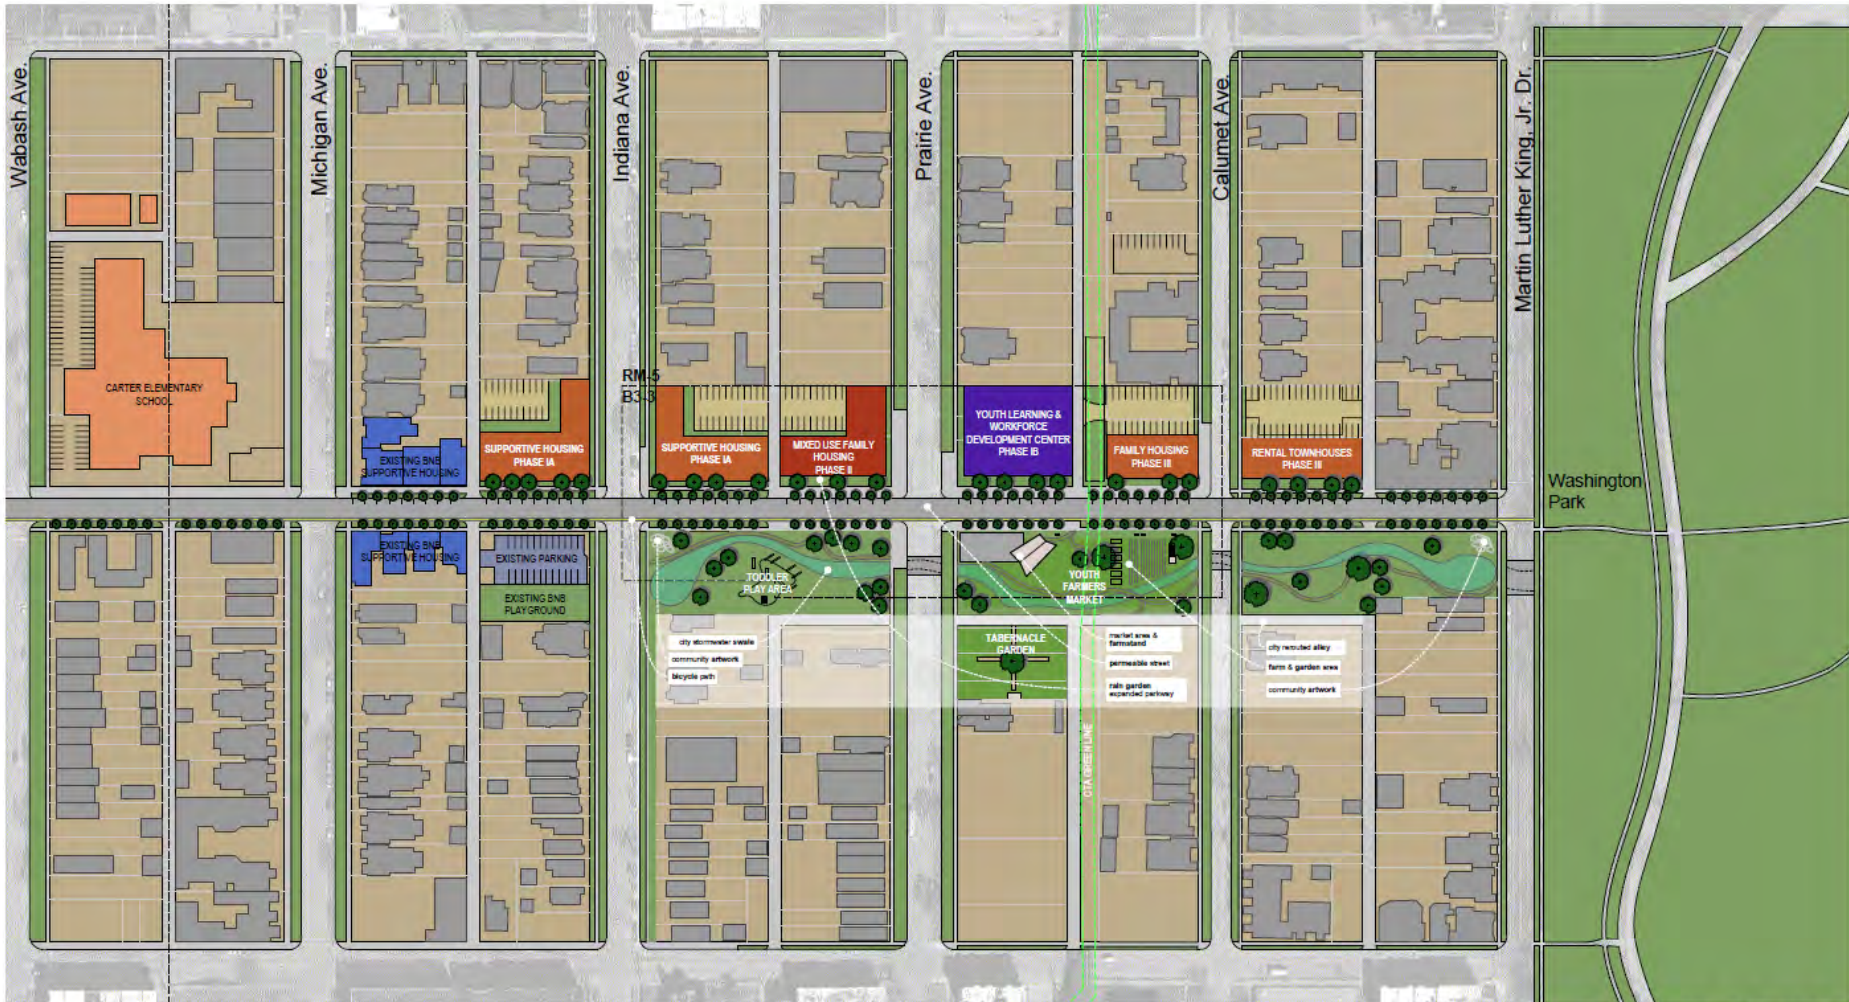 Wabash Ave.
Michigan Ave.
Indiana Ave.
Prairie Ave.
Calumet Ave.
Martin Luther King, Jr. Dr.
CARTER ELEMENTARY
SCHOOL
RM-5
B3-3
EXISTING BNB
SUPPORTIVE HOUSING
SUPPORTIVE HOUSING
PHASE IA
SUPPORTIVE HOUSING
PHASE IA
MIXED USE FAMILY
HOUSING
PHASE II
YOUTH LEARNING &
WORKFORCE
DEVELOPMENT CENTER
PHASE IB
FAMILY HOUSING
PHASE III
RENTAL TOWNHOUSES
PHASE III
Washington
Park
EXISTING BNB
SUPPORTIVE HOUSING
EXISTING PARKING
EXISTING BNB
PLAYGROUND
TODDLER
PLAY AREA
YOUTH
FARMERS
MARKET
TABERNACLE
GARDEN
city stormwater swale
community artwork
bicycle path
market area &
farmstand
permeable street
rain garden
expanded parkway
city rerouted alley
farm & garden area
community artwork
CTA GREEN LINE